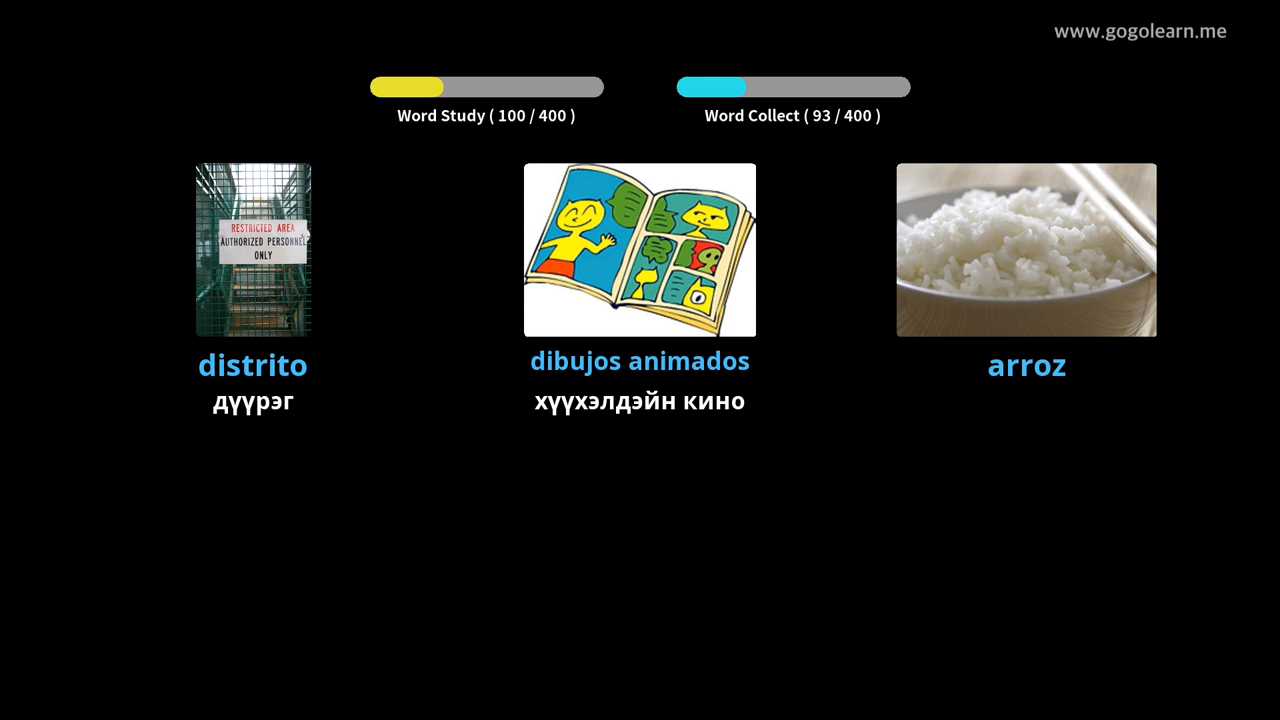 www.gogolearn.me
Word Study ( 100 / 400 )
Word Collect ( 93 / 400 )
RESTRICTED AREA
AUTHORIZED PERSONNEL
ONLY
distrito
dibujos animados
arroz
дүүрэг
хүүхэлдэйн кино